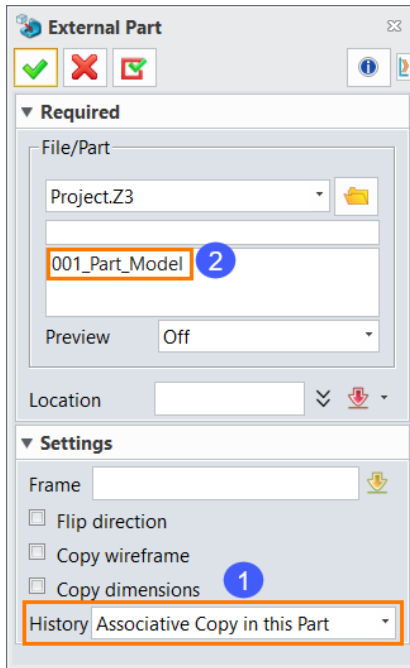 External Part
Required
File/Part
Project.Z3
001_Part_Model
2
Preview Off
Location
Settings
Frame
Flip direction
Copy wireframe
1
Copy dimensions
History Associative Copy in this Part